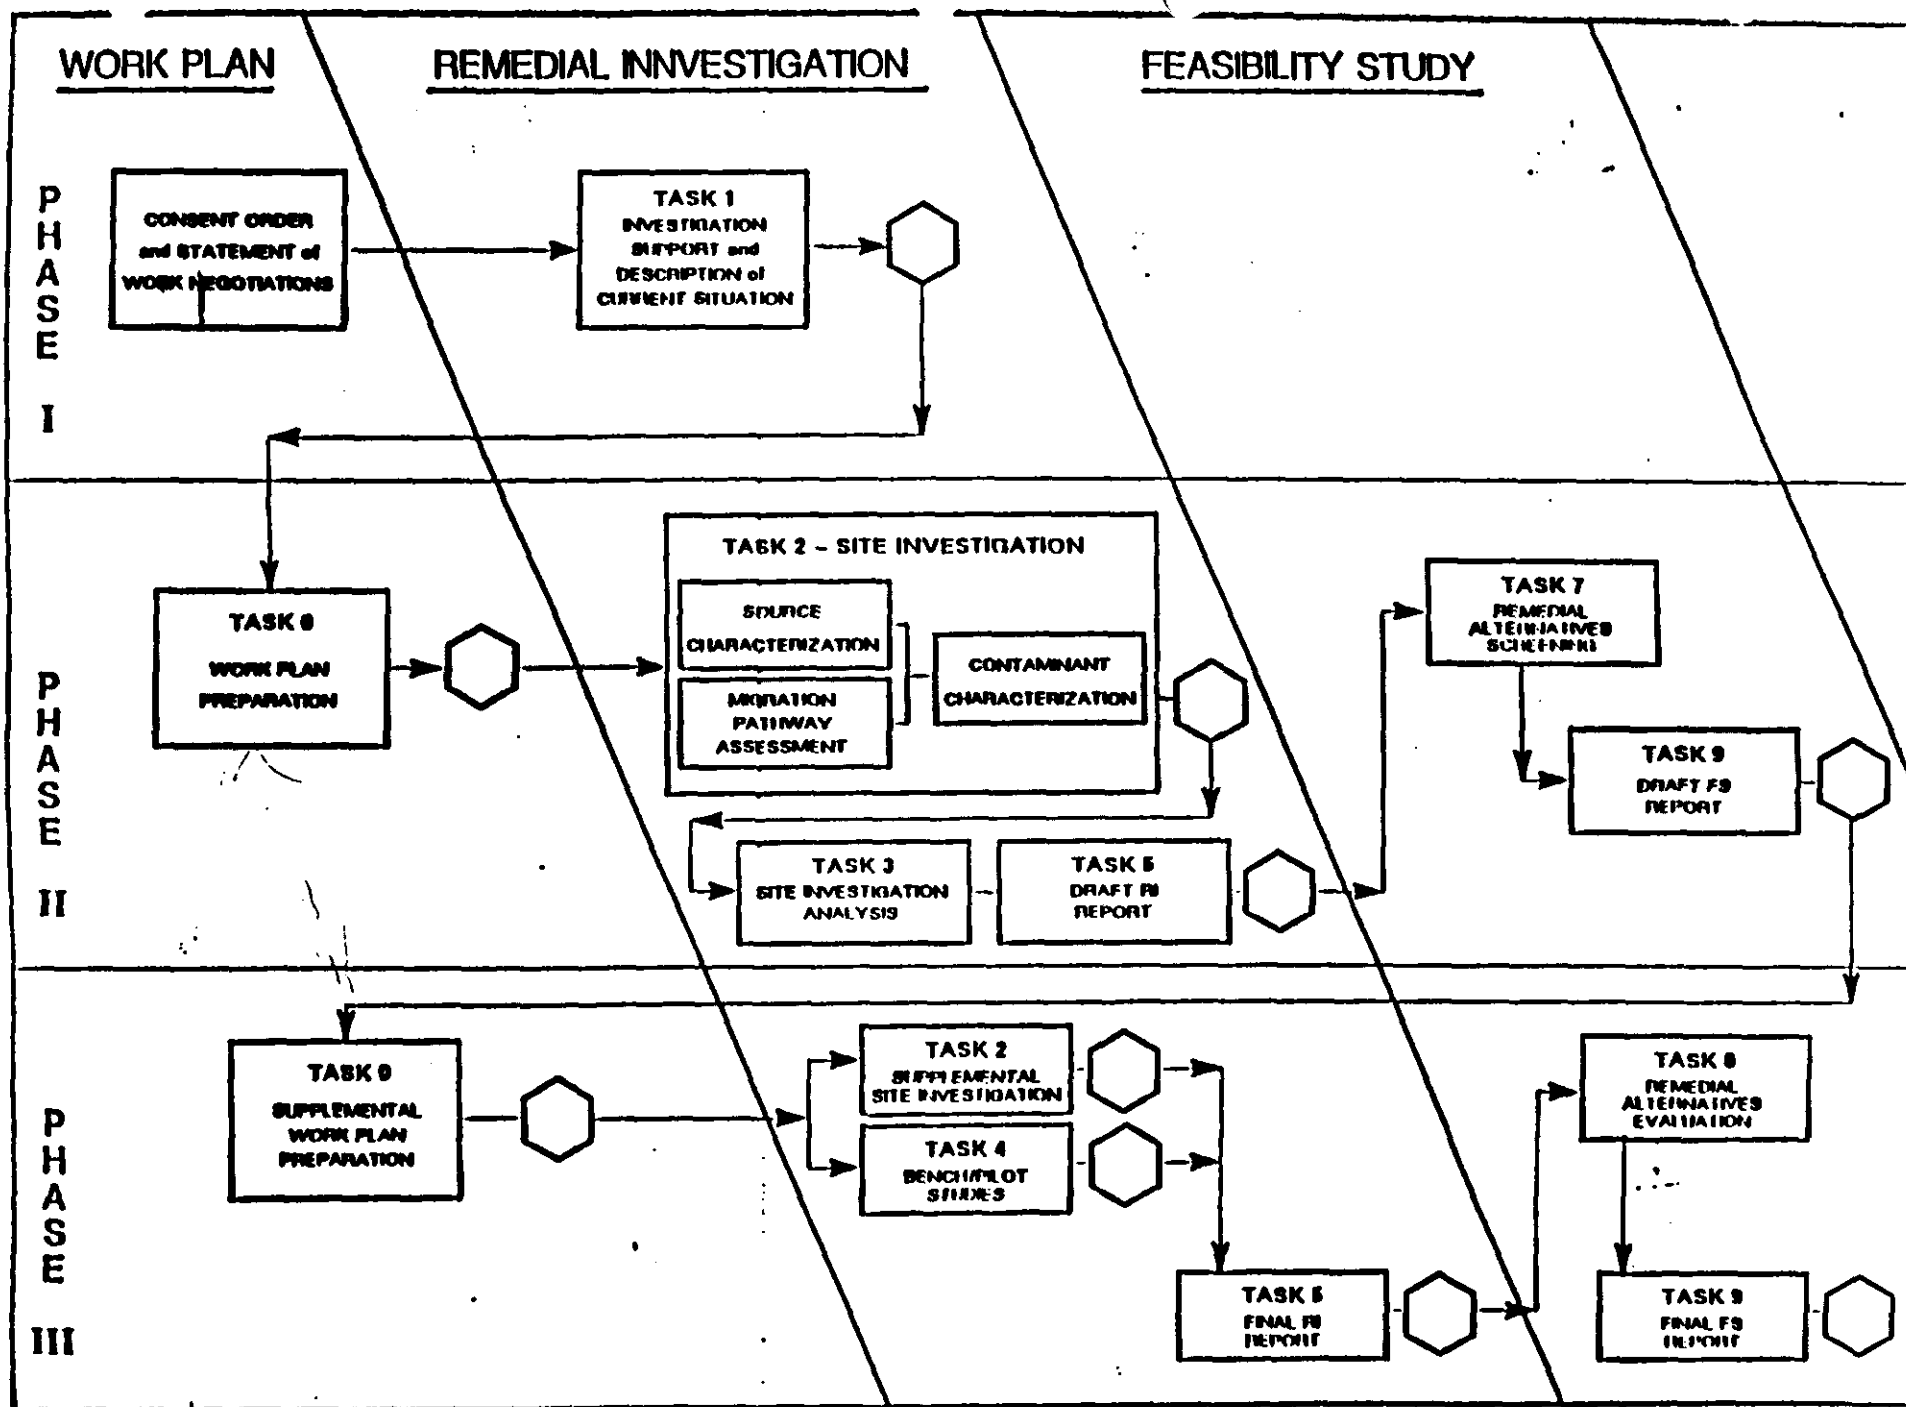 WORK PLAN
REMEDIAL INNVESTIGATION
FEASIBILITY STUDY
PHASE I
CONSENT ORDER
and STATEMENT of
WORK NEGOTIATIONS
TASK 1
INVESTIGATION
SUPPORT and
DESCRIPTION of
CURRENT SITUATION
PHASE II
TASK
WORK PLAN
PREPARATION
TASK 2 - SITE INVESTIGATION
SOURCE
CHARACTERIZATION
MIGRATION
PATHWAY
ASSESSMENT
CONTAMINANT
CHARACTERIZATION
TASK 3
SITE INVESTIGATION
ANALYSIS
TASK 5
DRAFT RI
REPORT
TASK 7
REMEDIAL
ALTERNATIVES
SCREENING
TASK 9
DRAFT FS
REPORT
PHASE III
TASK
SUPPLEMENTAL
WORK PLAN
PREPARATION
TASK 2
SUPPLEMENTAL
SITE INVESTIGATION
TASK 4
BENCH/PILOT
STUDIES
TASK 5
FINAL RI
REPORT
TASK 8
REMEDIAL
ALTERNATIVES
EVALUATION
TASK 9
FINAL FS
REPORT